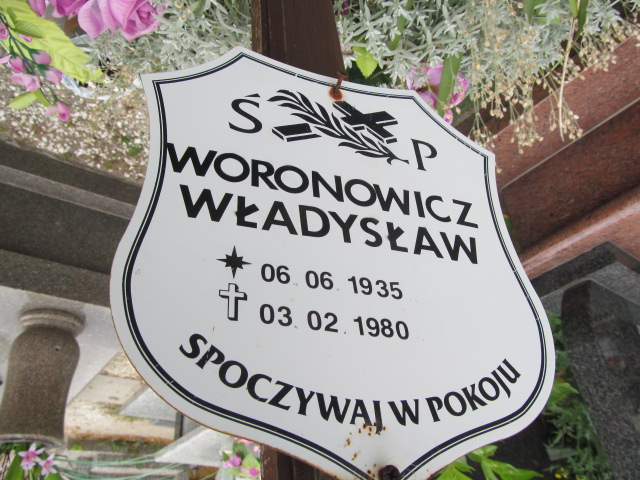 Ś P
WORONOWICZ
WŁADYSŁAW
06. 06. 1935
03. 02. 1980
SPOCZYWAJ W POKOJU